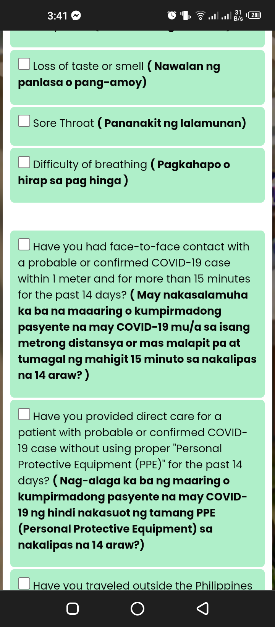 3:41
31
B/s
28
Loss of taste or smell ( Nawalan ng
panlasa o pang-amoy)
Sore Throat ( Pananakit ng lalamunan)
Difficulty of breathing ( Pagkahapo o
hirap sa pag hinga )
Have you had face-to-face contact with
a probable or confirmed COVID-19 case
within 1 meter and for more than 15 minutes
for the past 14 days? ( May nakasalamuha
ka ba na maaaring o kumpirmadong
pasyente na may COVID-19 mu/a sa isang
metrong distansya or mas malapit pa at
tumagal ng mahigit 15 minuto sa nakalipas
na 14 araw? )
Have you provided direct care for a
patient with probable or confirmed COVID-
19 case without using proper "Personal
Protective Equipment (PPE)" for the past 14
days? ( Nag-alaga ka ba ng maaring o
kumpirmadong pasyente na may COVID-
19 ng hindi nakasuot ng tamang PPE
(Personal Protective Equipment) sa
nakalipas na 14 araw?)
Have you traveled outside the Philippines